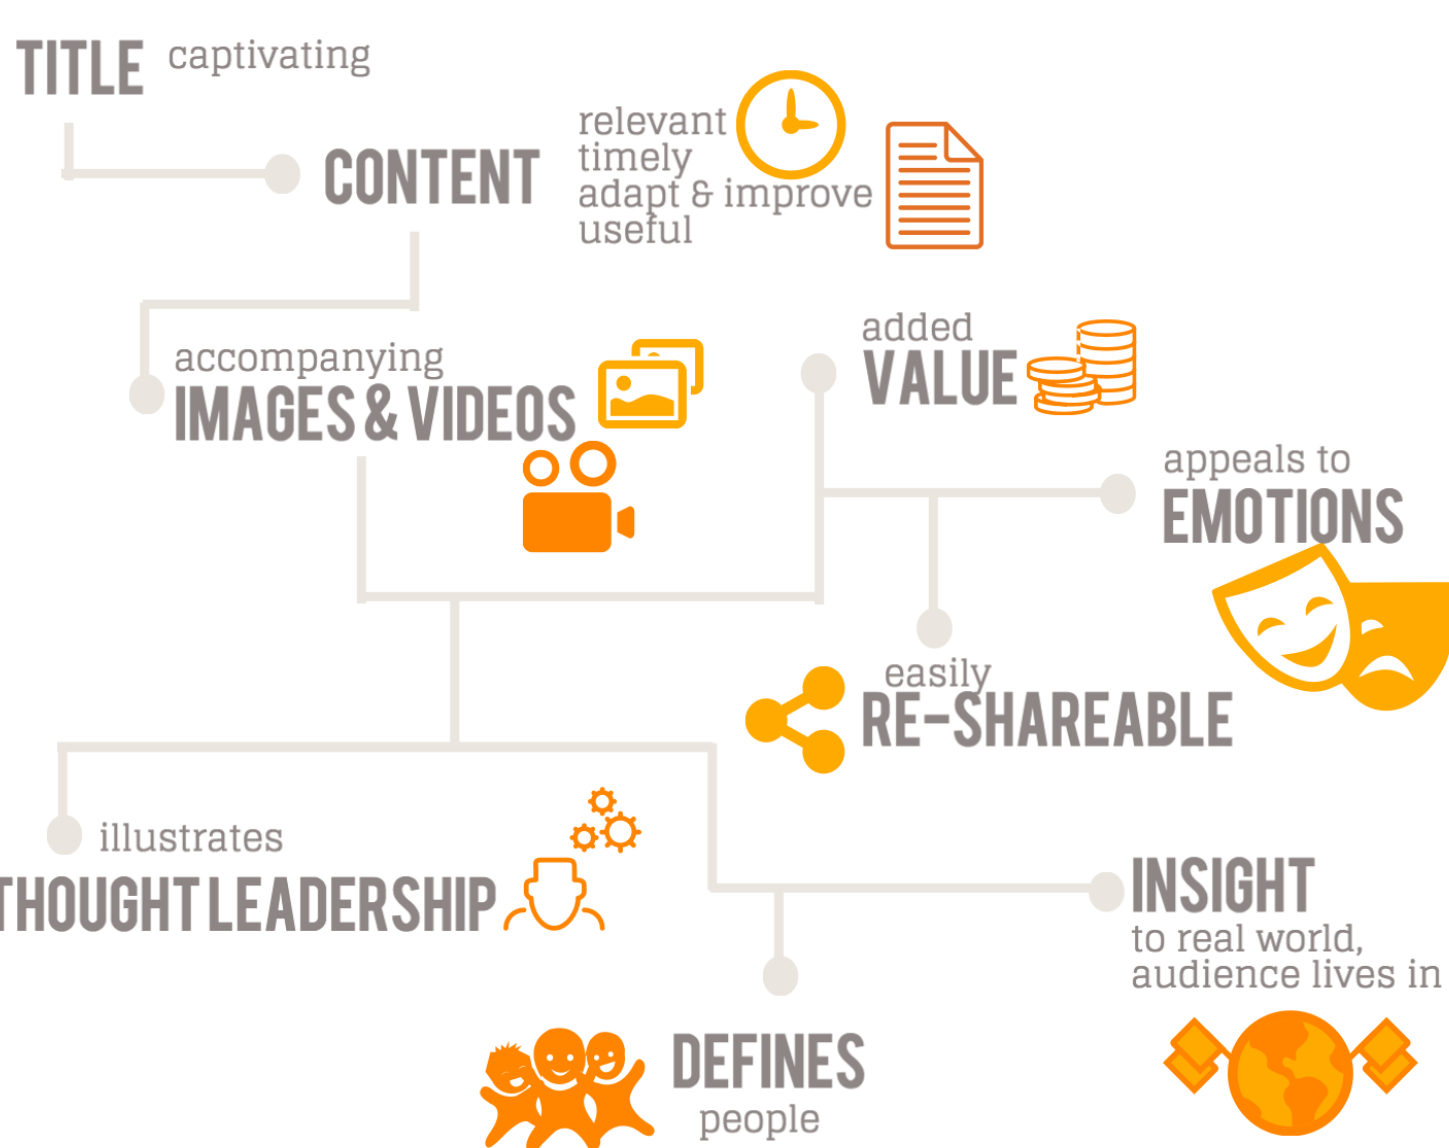 TITLE captivating
CONTENT
relevant
timely
adapt & improve
useful
accompanying
IMAGES & VIDEOS
added
VALUE
appeals to
EMOTIONS
easily
RE-SHAREABLE
illustrates
THOUGHT LEADERSHIP
INSIGHT
to real world,
audience lives in
DEFINES
people